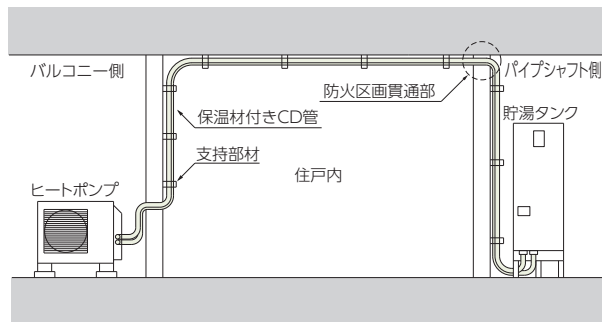 バルコニー側
パイプシャフト側
防火区画貫通部
貯湯タンク
保温材付きCD管
支持部材
住戸内
ヒートポンプ